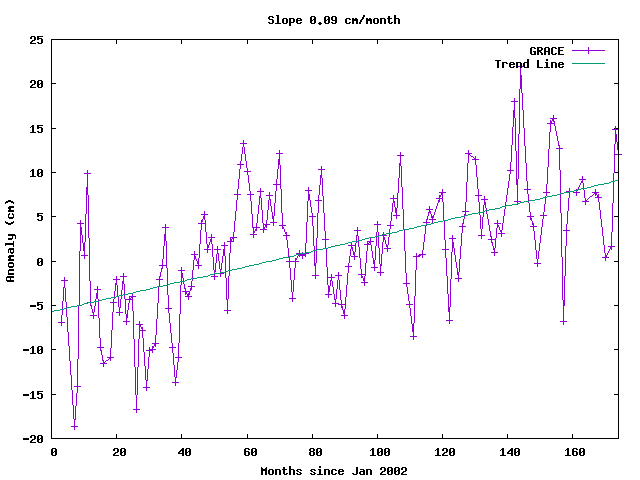 Slope 0.09 cm/month
GRACE
Trend Line
25
20
15
10
5
0
-5
-10
-15
-20
Anomaly (cm)
0 20 40 60 80 100 120 140 160
Months since Jan 2002